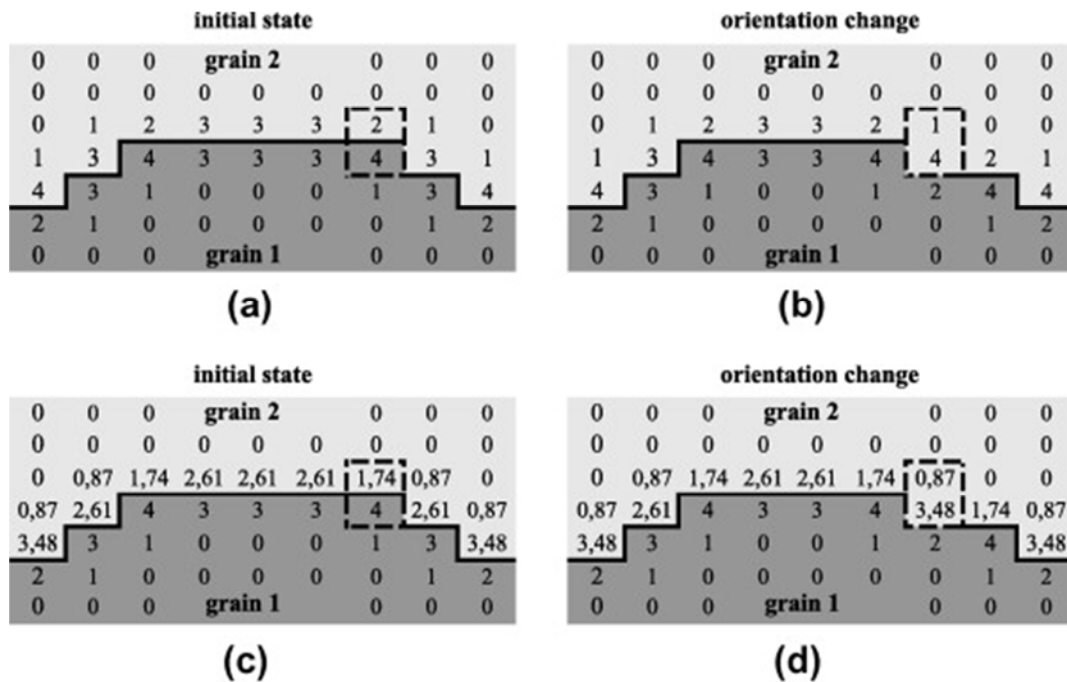 initial state
0 0 0 grain 2 0 0 0
0 0 0 0 0 0 0 0 0
0 1 2 3 3 3 2 1 0
1 3 4 3 3 3 4 3 1
4 3 1 0 0 0 1 3 4
2 1 0 0 0 0 0 1 2
0 0 0 grain 1 0 0 0
(a)
orientation change
0 0 0 grain 2 0 0 0
0 0 0 0 0 0 0 0 0
0 1 2 3 3 2 1 0 0
1 3 4 3 3 4 4 2 1
4 3 1 0 0 1 2 4 4
2 1 0 0 0 0 0 1 2
0 0 0 grain 1 0 0 0
(b)
initial state
0 0 0 grain 2 0 0 0
0 0 0 0 0 0 0 0 0
0 0,87 1,74 2,61 2,61 2,61 1,74 0,87 0
0,87 2,61 4 3 3 3 4 2,61 0,87
3,48 3 1 0 0 0 1 3 3,48
2 1 0 0 0 0 0 1 2
0 0 0 grain 1 0 0 0
(c)
orientation change
0 0 0 grain 2 0 0 0
0 0 0 0 0 0 0 0 0
0 0,87 1,74 2,61 2,61 1,74 0,87 0 0
0,87 2,61 4 3 3 4 3,48 1,74 0,87
3,48 3 1 0 0 1 2 4 3,48
2 1 0 0 0 0 0 1 2
0 0 0 grain 1 0 0 0
(d)